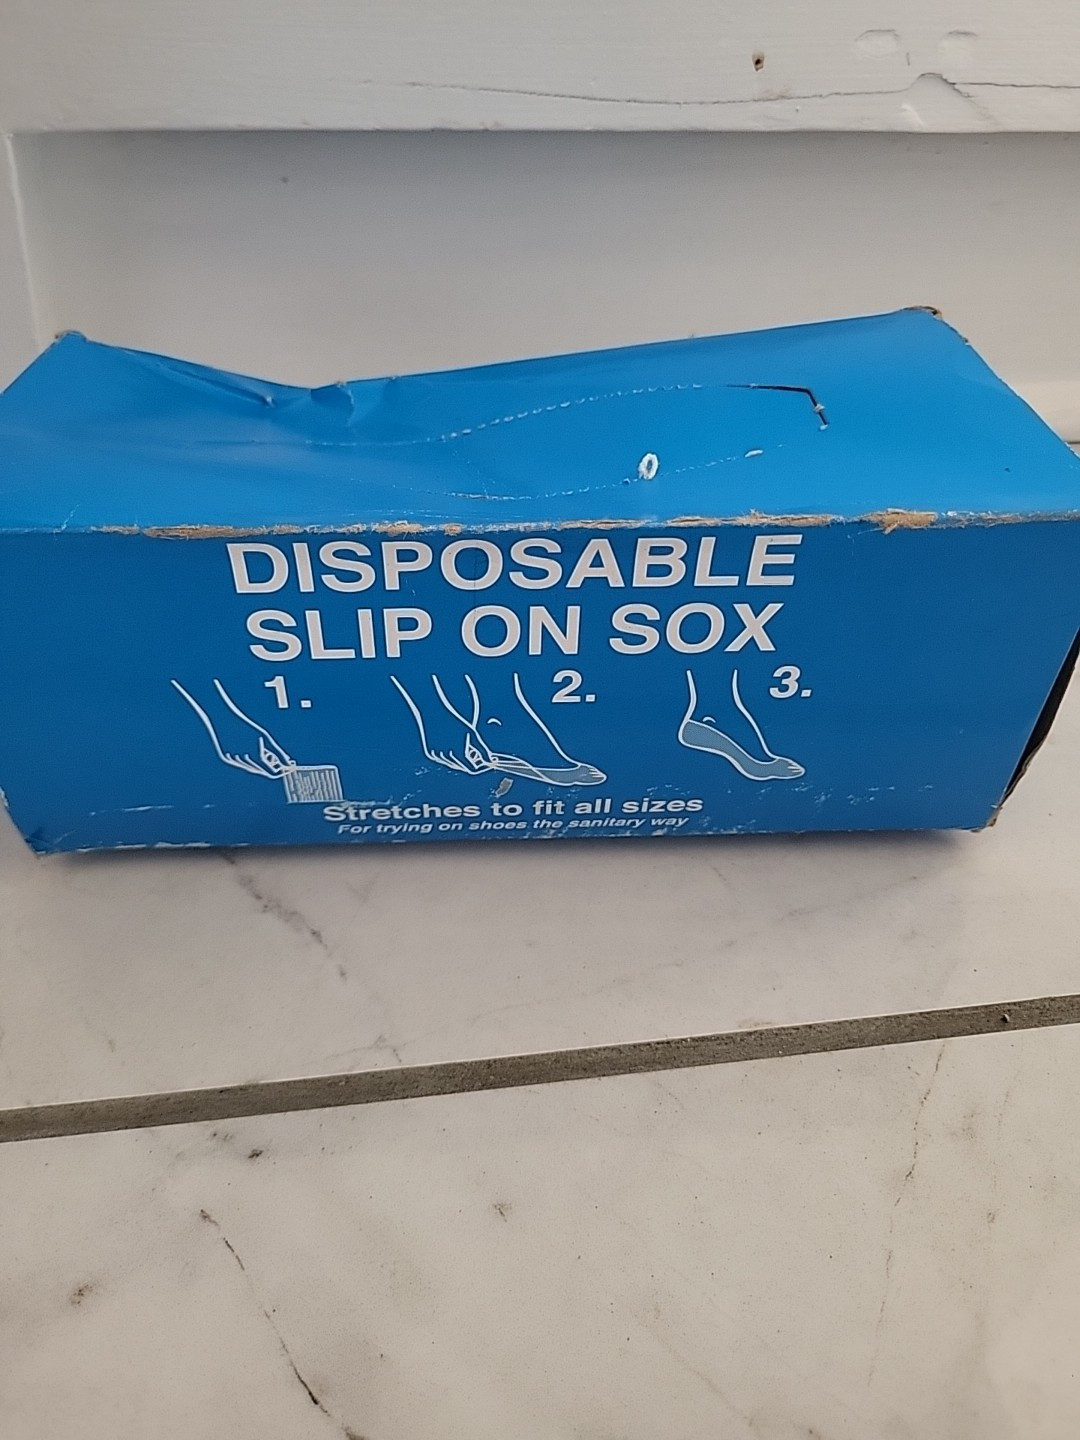 DISPOSABLE
SLIP ON SOX
1. 2. 3.
Stretches to fit all sizes
For trying on shoes the sanitary way